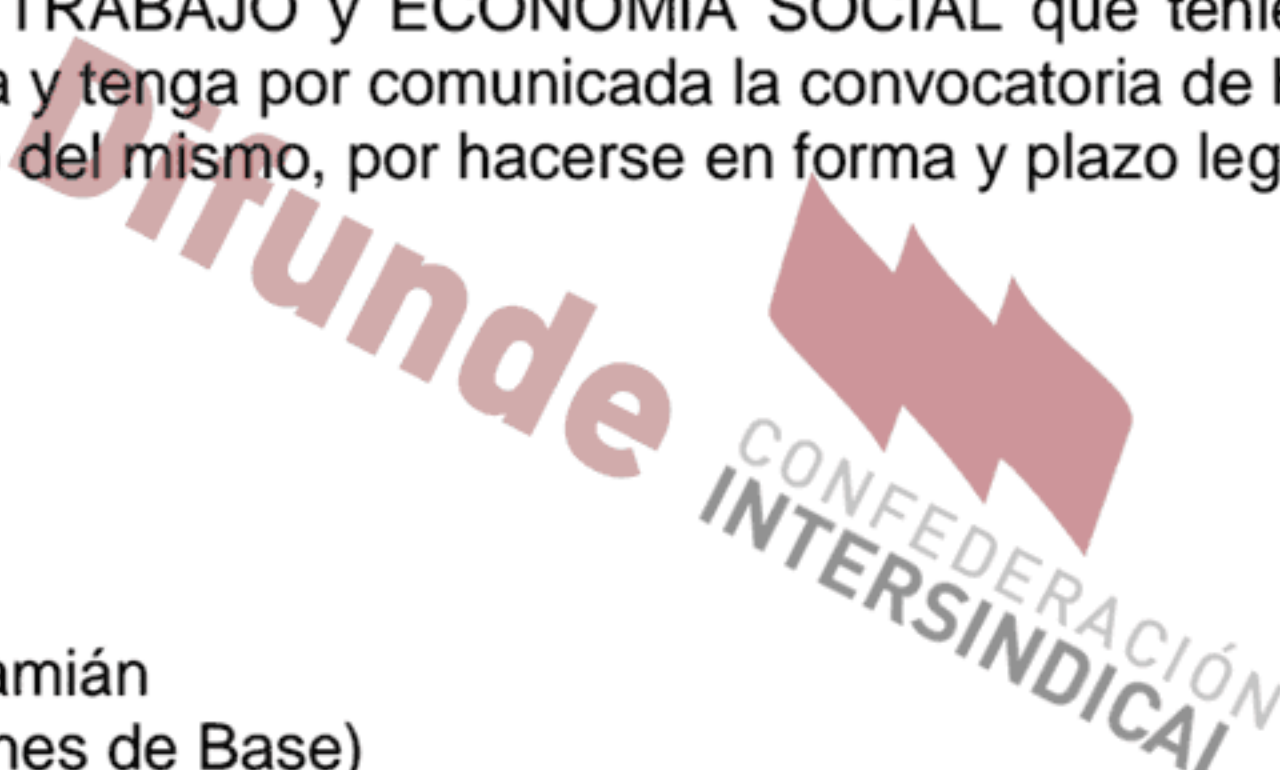 TRABAJO y ECONOMÍA SOCIAL que tenie
a y tenga por comunicada la convocatoria de l
del mismo, por hacerse en forma y plazo leg
Difunde
CONFEDERACIÓN
INTERSINDICAL
amián
nes de Base)